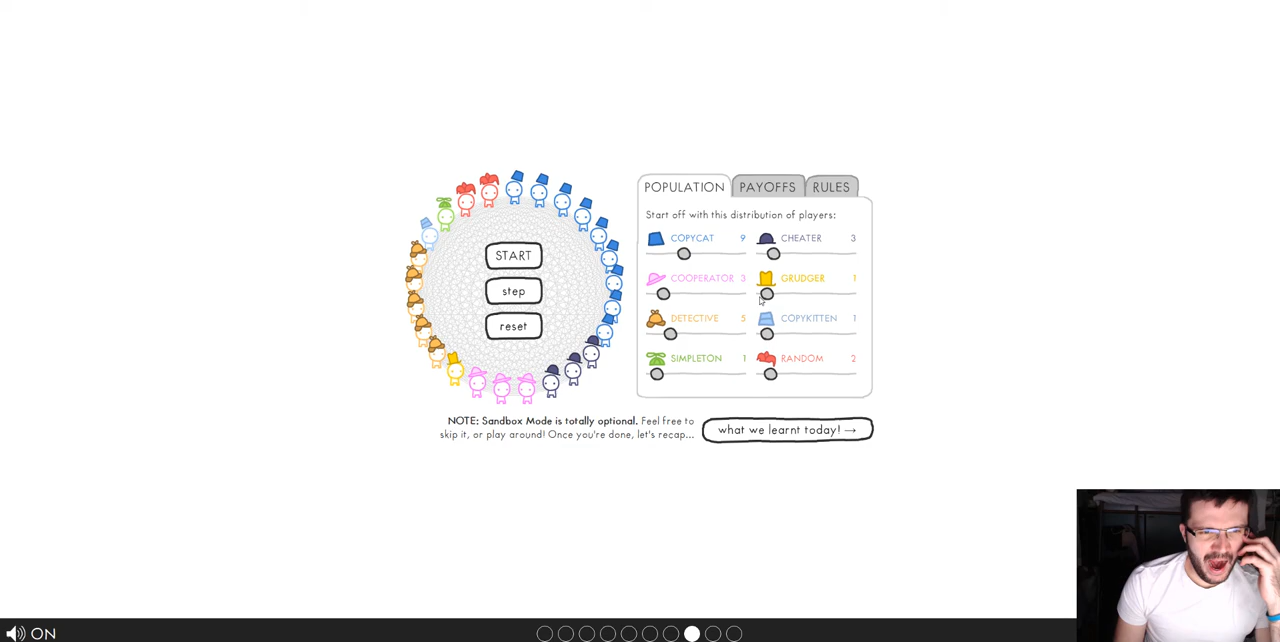 START
step
reset
POPULATION PAYOFFS RULES
Start off with this distribution of players:
COPYCAT 9 CHEATER 3
COOPERATOR 3 GRUDGER 1
DETECTIVE 5 COPYKITTEN 1
SIMPLETON 1 RANDOM 2
NOTE: Sandbox Mode is totally optional. Feel free to
skip it, or play around! Once you're done, let's recap...
what we learnt today! →
ON